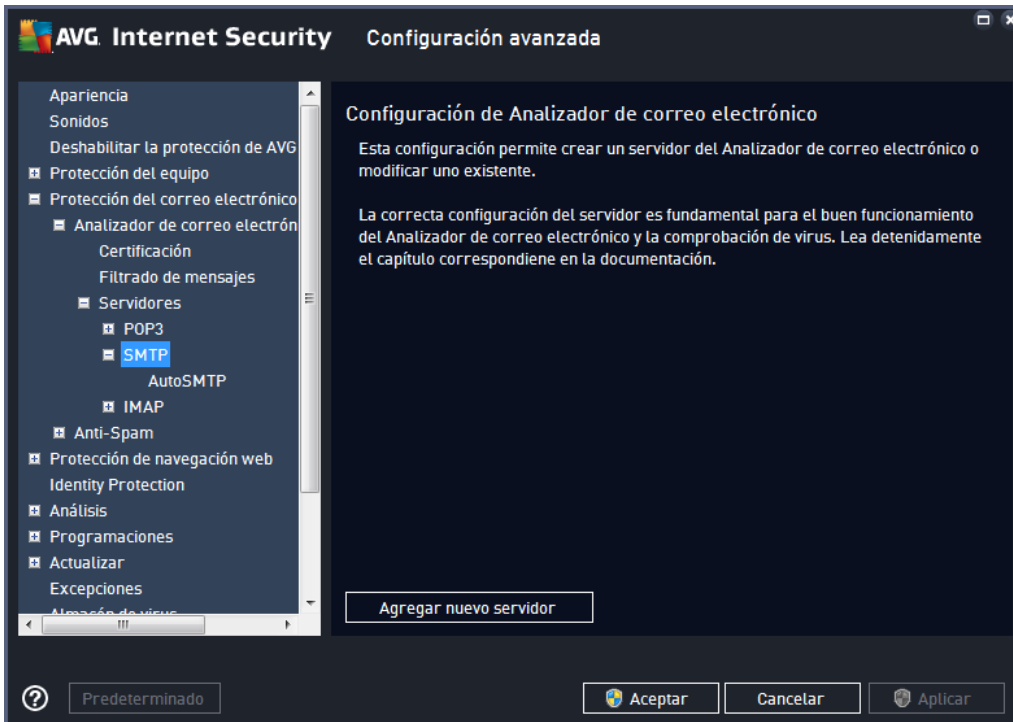 AVG. Internet Security Configuración avanzada
Apariencia
Sonidos
Deshabilitar la protección de AVG
Protección del equipo
Protección del correo electrónico
Analizador de correo electrón
Certificación
Filtrado de mensajes
Servidores
POP3
SMTP
AutoSMTP
IMAP
Anti-Spam
Protección de navegación web
Identity Protection
Análisis
Programaciones
Actualizar
Excepciones
Almacén de virus
Configuración de Analizador de correo electrónico
Esta configuración permite crear un servidor del Analizador de correo electrónico o
modificar uno existente.
La correcta configuración del servidor es fundamental para el buen funcionamiento
del Analizador de correo electrónico y la comprobación de virus. Lea detenidamente
el capítulo correspondiene en la documentación.
Agregar nuevo servidor
Predeterminado
Aceptar
Cancelar
Aplicar